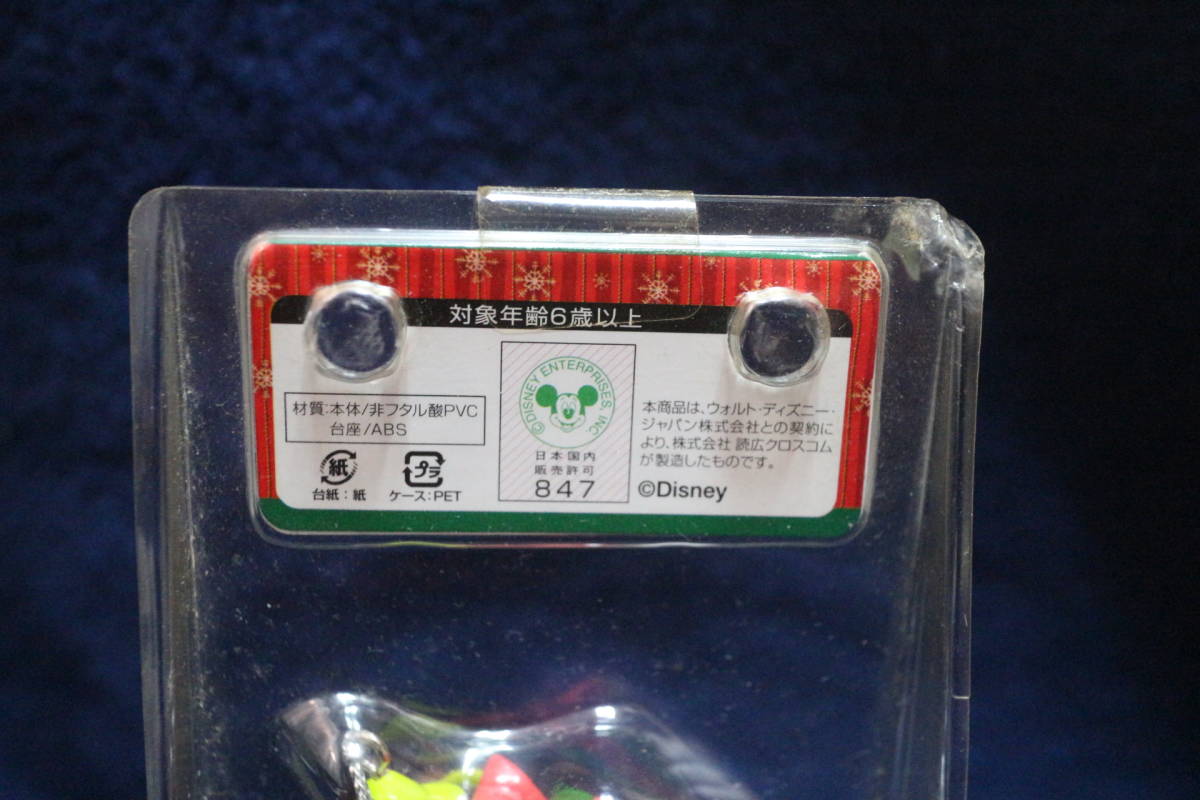 対象年齢6歳以上
材質:本体/非フタル酸PVC
台座/ABS
紙
プラ
台紙:紙
ケース:PET
©DISNEY ENTERPRISES, INC.
日本国内
販売許可
847
本商品は、ウォルト・ディズニー・
ジャパン株式会社との契約に
より、株式会社 読広クロスコム
が製造したものです。
©Disney